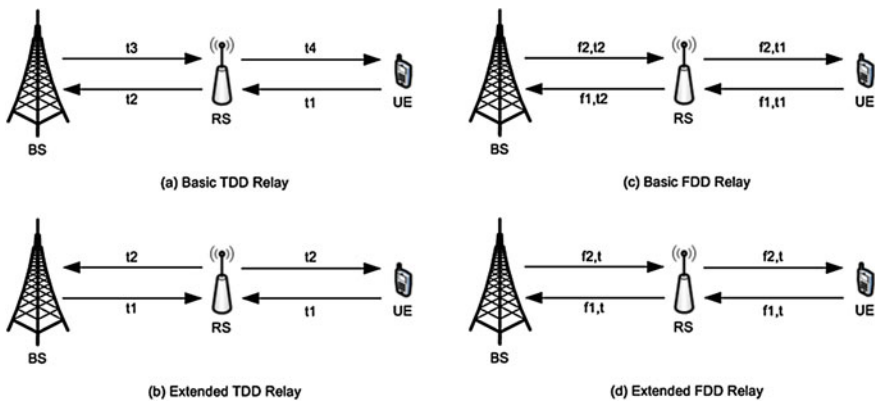 t3
t4
t2
t1
RS
UE
BS
(a) Basic TDD Relay
f2,t2
f2,t1
f1,t2
f1,t1
RS
UE
BS
(c) Basic FDD Relay
t2
t2
t1
t1
RS
UE
BS
(b) Extended TDD Relay
f2,t
f2,t
f1,t
f1,t
RS
UE
BS
(d) Extended FDD Relay